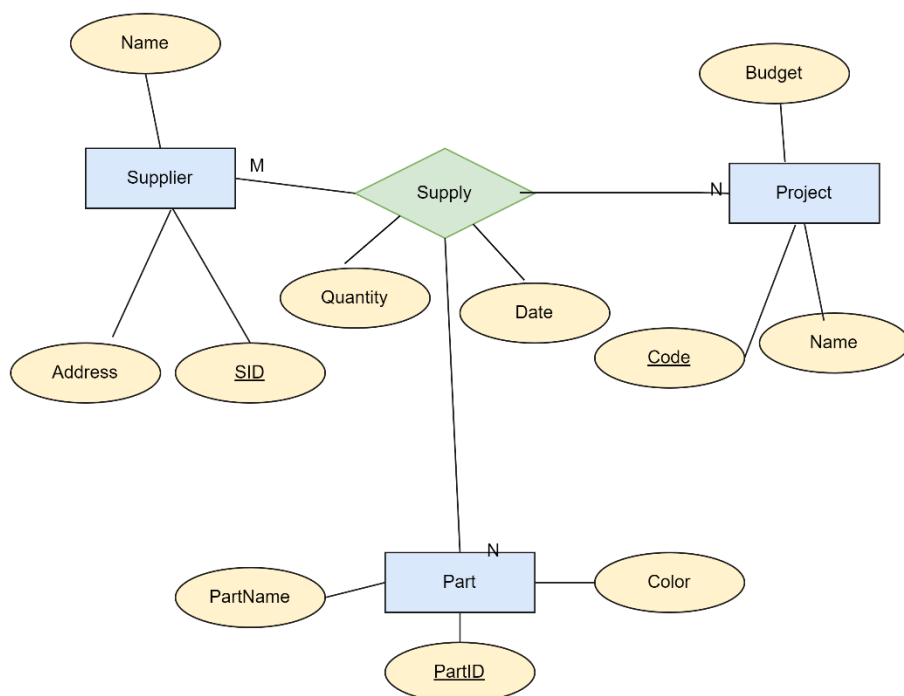 Name
Budget
M
Supplier
Supply
N
Project
Quantity
Date
Code
Name
Address
SID
N
Part
Color
PartName
PartID